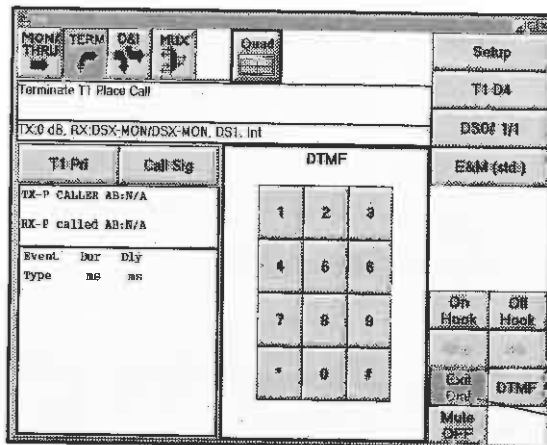 MON/ THRU
TERM
D&I
MUX
Quad
Setup
Terminate T1 Place Call
T1-D4
TX:0 dB, RX:DSX-MON/DSX-MON, DS1, Int
DS0# 1/1
T1 Pri
Call Sig
DTMF
E&M (std.)
TX-P CALLER AB:N/A
RX-P called AB:N/A
Event Dur Dly
Type ms ms
1 2 3
4 5 6
7 8 9
* 0 #
On Hook
Off Hook
Exit
DTMF
Mute OFF